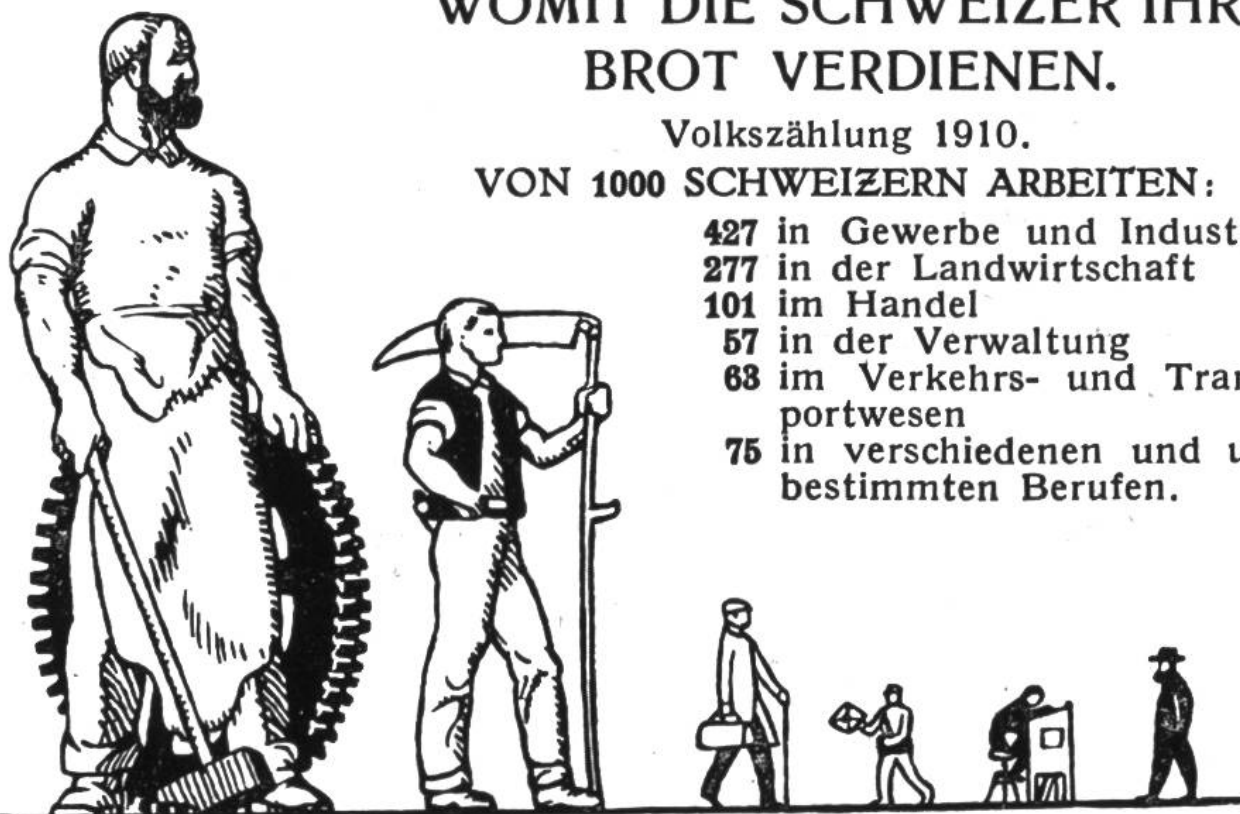 WOMIT DIE SCHWEIZER IHR
BROT VERDIENEN.
Volkszählung 1910.
VON 1000 SCHWEIZERN ARBEITEN:
427 in Gewerbe und Indust
277 in der Landwirtschaft
101 im Handel
57 in der Verwaltung
63 im Verkehrs- und Tran
portwesen
75 in verschiedenen und u
bestimmten Berufen.